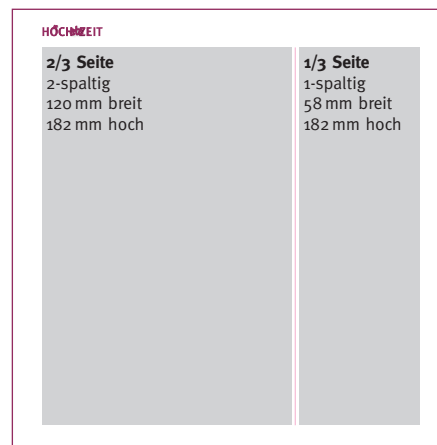 2/3 Seite
2-spaltig
120 mm breit
182 mm hoch
1/3 Seite
1-spaltig
58 mm breit
182 mm hoch